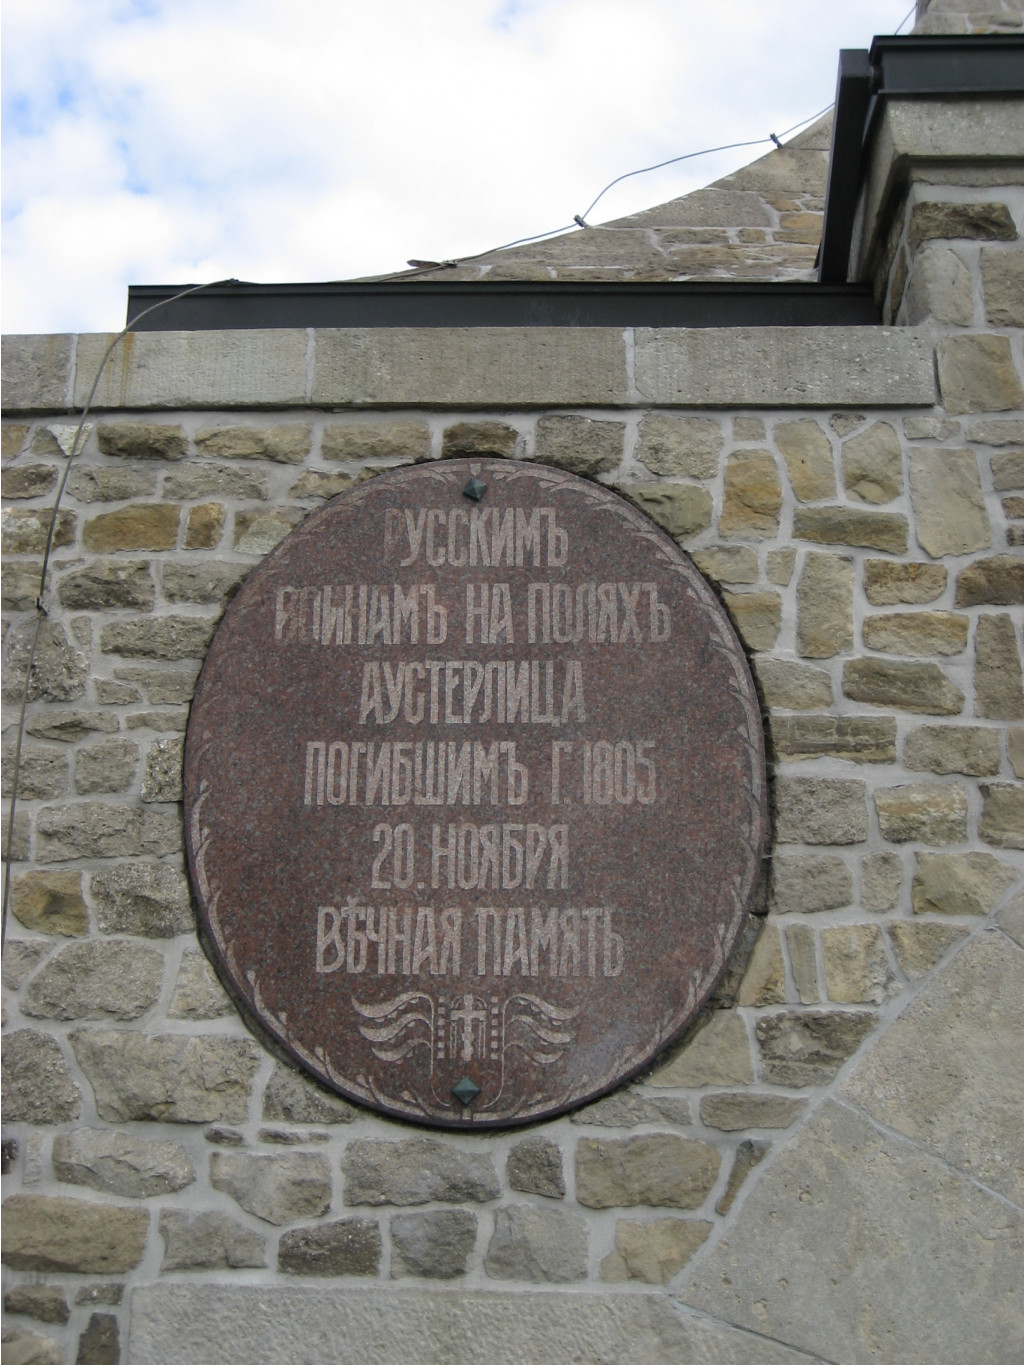 РУССКИМЪ
ВОИНАМЪ НА ПОЛЯХЪ
АУСТЕРЛИЦА
ПОГИБШИМЪ Г. 1805
20. НОЯБРЯ
ВѢЧНАЯ ПАМЯТЬ